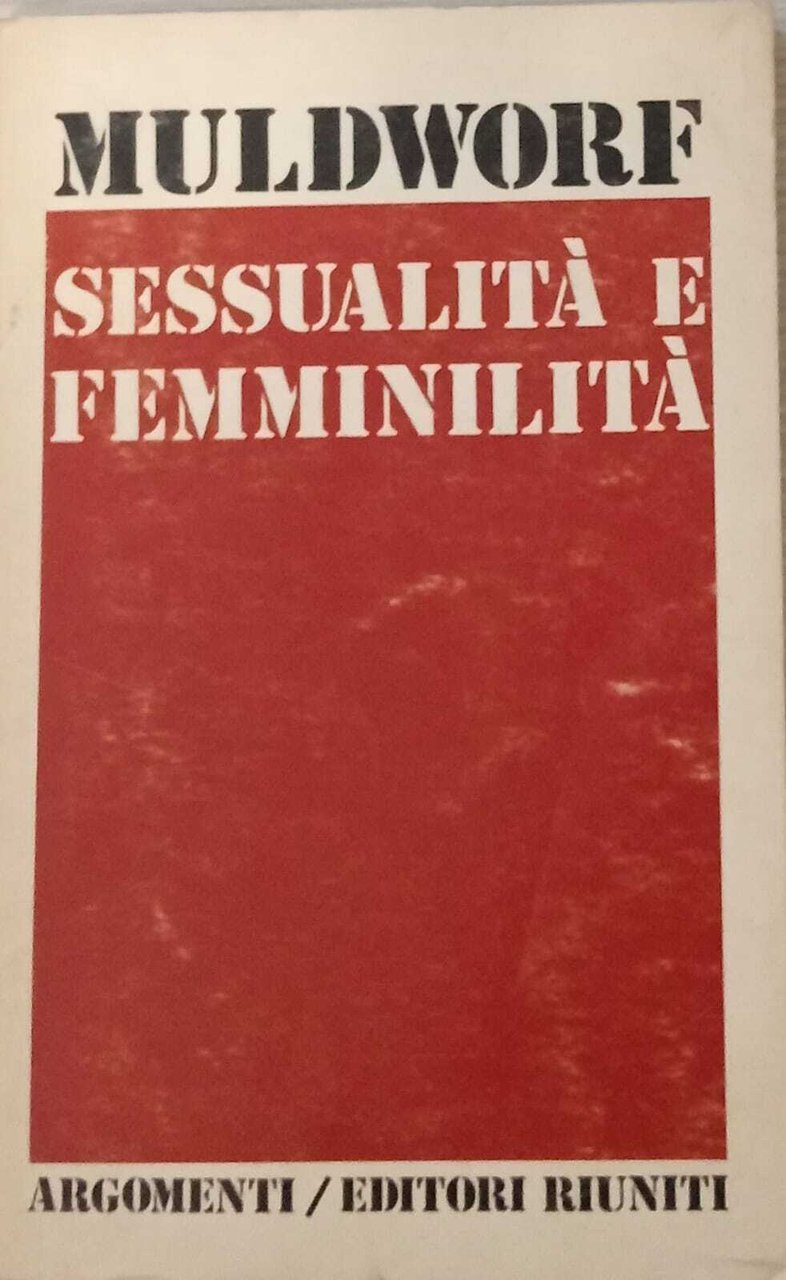 MULDWORF
SESSUALITÀ E
FEMMINILITÀ
ARGOMENTI / EDITORI RIUNITI